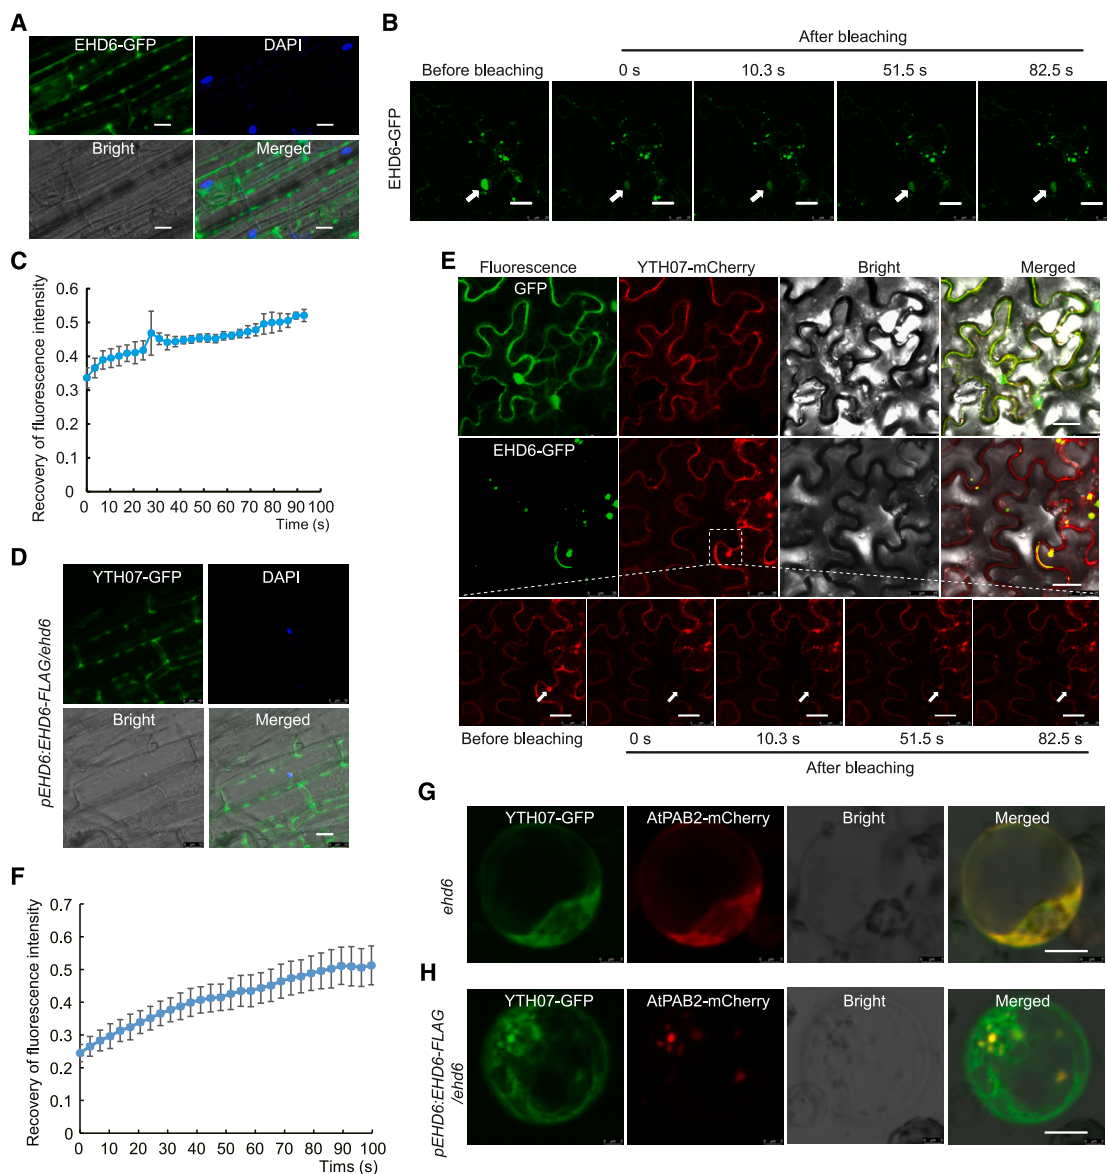 A
EHD6-GFP
DAPI
Bright
Merged
B
After bleaching
Before bleaching
0 s
10.3 s
51.5 s
82.5 s
EHD6-GFP
C
Recovery of fluorescence intensity
0.6
0.5
0.4
0.3
0.2
0.1
0
0 10 20 30 40 50 60 70 80 90 100
Time (s)
D
YTH07-GFP
DAPI
Bright
Merged
pEHD6:EHD6-FLAG/ehd6
E
Fluorescence
YTH07-mCherry
Bright
Merged
GFP
EHD6-GFP
Before bleaching
0 s
10.3 s
51.5 s
82.5 s
After bleaching
F
Recovery of fluorescence intensity
0.7
0.6
0.5
0.4
0.3
0.2
0.1
0
0 10 20 30 40 50 60 70 80 90 100
Tims (s)
G
YTH07-GFP
AtPAB2-mCherry
Bright
Merged
ehd6
H
YTH07-GFP
AtPAB2-mCherry
Bright
Merged
pEHD6:EHD6-FLAG
/ehd6